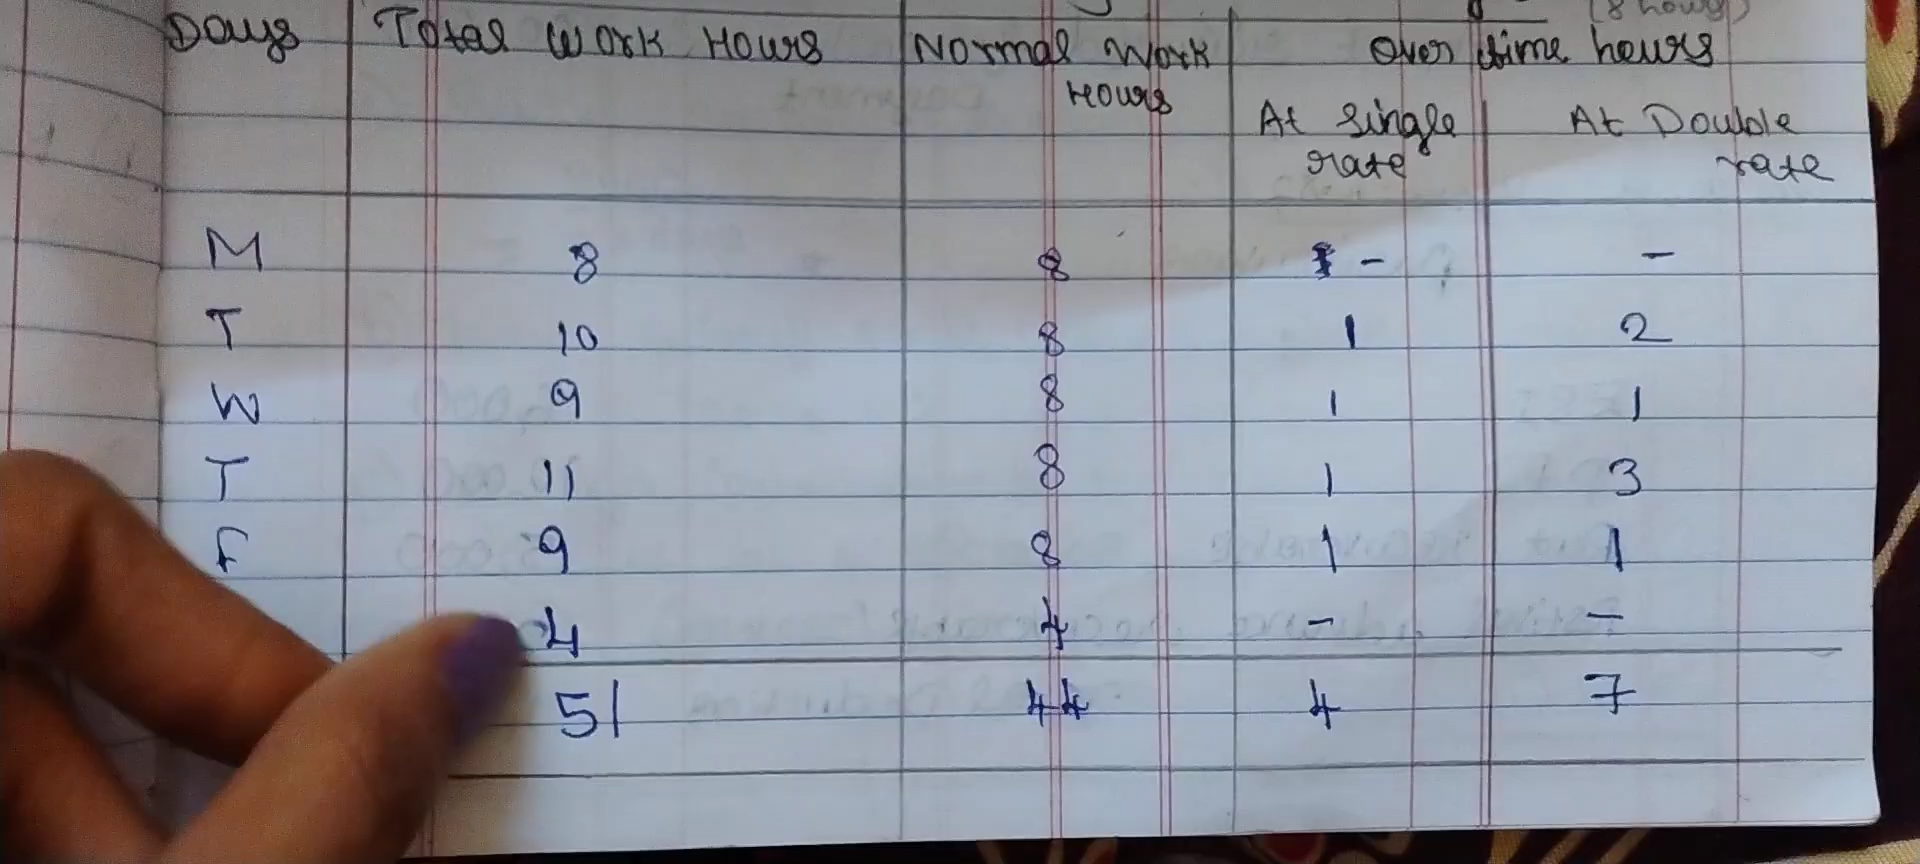 (8 hours)
Days Total Work Hours Normal Work Hours Over time hours
At Single rate At Double rate
M 8 8 - -
T 10 8 1 2
W 9 8 1 1
T 11 8 1 3
F 9 8 1 1
4 4 - -
51 44 4 7